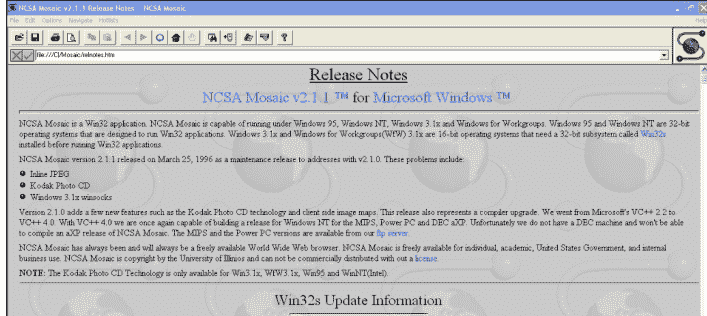 NCSA Mosaic v2.1.1 Release Notes NCSA Mosaic
File Edit Options Navigate Hotlists Help
file:///C|/Mosaic/relnotes.htm
Release Notes
NCSA Mosaic v2.1.1 ™ for Microsoft Windows ™
NCSA Mosaic is a Win32 application. NCSA Mosaic is capable of running under Windows 95, Windows NT, Windows 3.1x and Windows for Workgroups. Windows 95 and Windows NT are 32-bit
operating systems that are designed to run Win32 applications. Windows 3.1x and Windows for Workgroups(WfW) 3.1x are 16-bit operating systems that need a 32-bit subsystem called Win32s
installed before running Win32 applications.
NCSA Mosaic version 2.1.1 released on March 25, 1996 as a maintenance release to addresses with v2.1.0. These problems include:
Inline JPEG
Kodak Photo CD
Windows 3.1x winsocks
Version 2.1.0 adds a few new features such as the Kodak Photo CD technology and client side image maps. This release also represents a compiler upgrade. We went from Microsoft's VC++ 2.2 to
VC++ 4.0. With VC++ 4.0 we are once again capable of building a release for Windows NT for the MIPS, Power PC and DEC aXP. Unfortunately we do not have a DEC machine and won't be able
to compile an aXP release of NCSA Mosaic. The MIPS and the Power PC versions are available from our ftp server.
NCSA Mosaic has always been and will always be a freely available World Wide Web browser. NCSA Mosaic is freely available for individual, academic, United States Government, and internal
business use. NCSA Mosaic is copyright by the University of Illinois and can not be commercially distributed with out a license.
NOTE: The Kodak Photo CD Technology is only available for Win3.1x, WfW3.1x, Win95 and WinNT(Intel).
Win32s Update Information